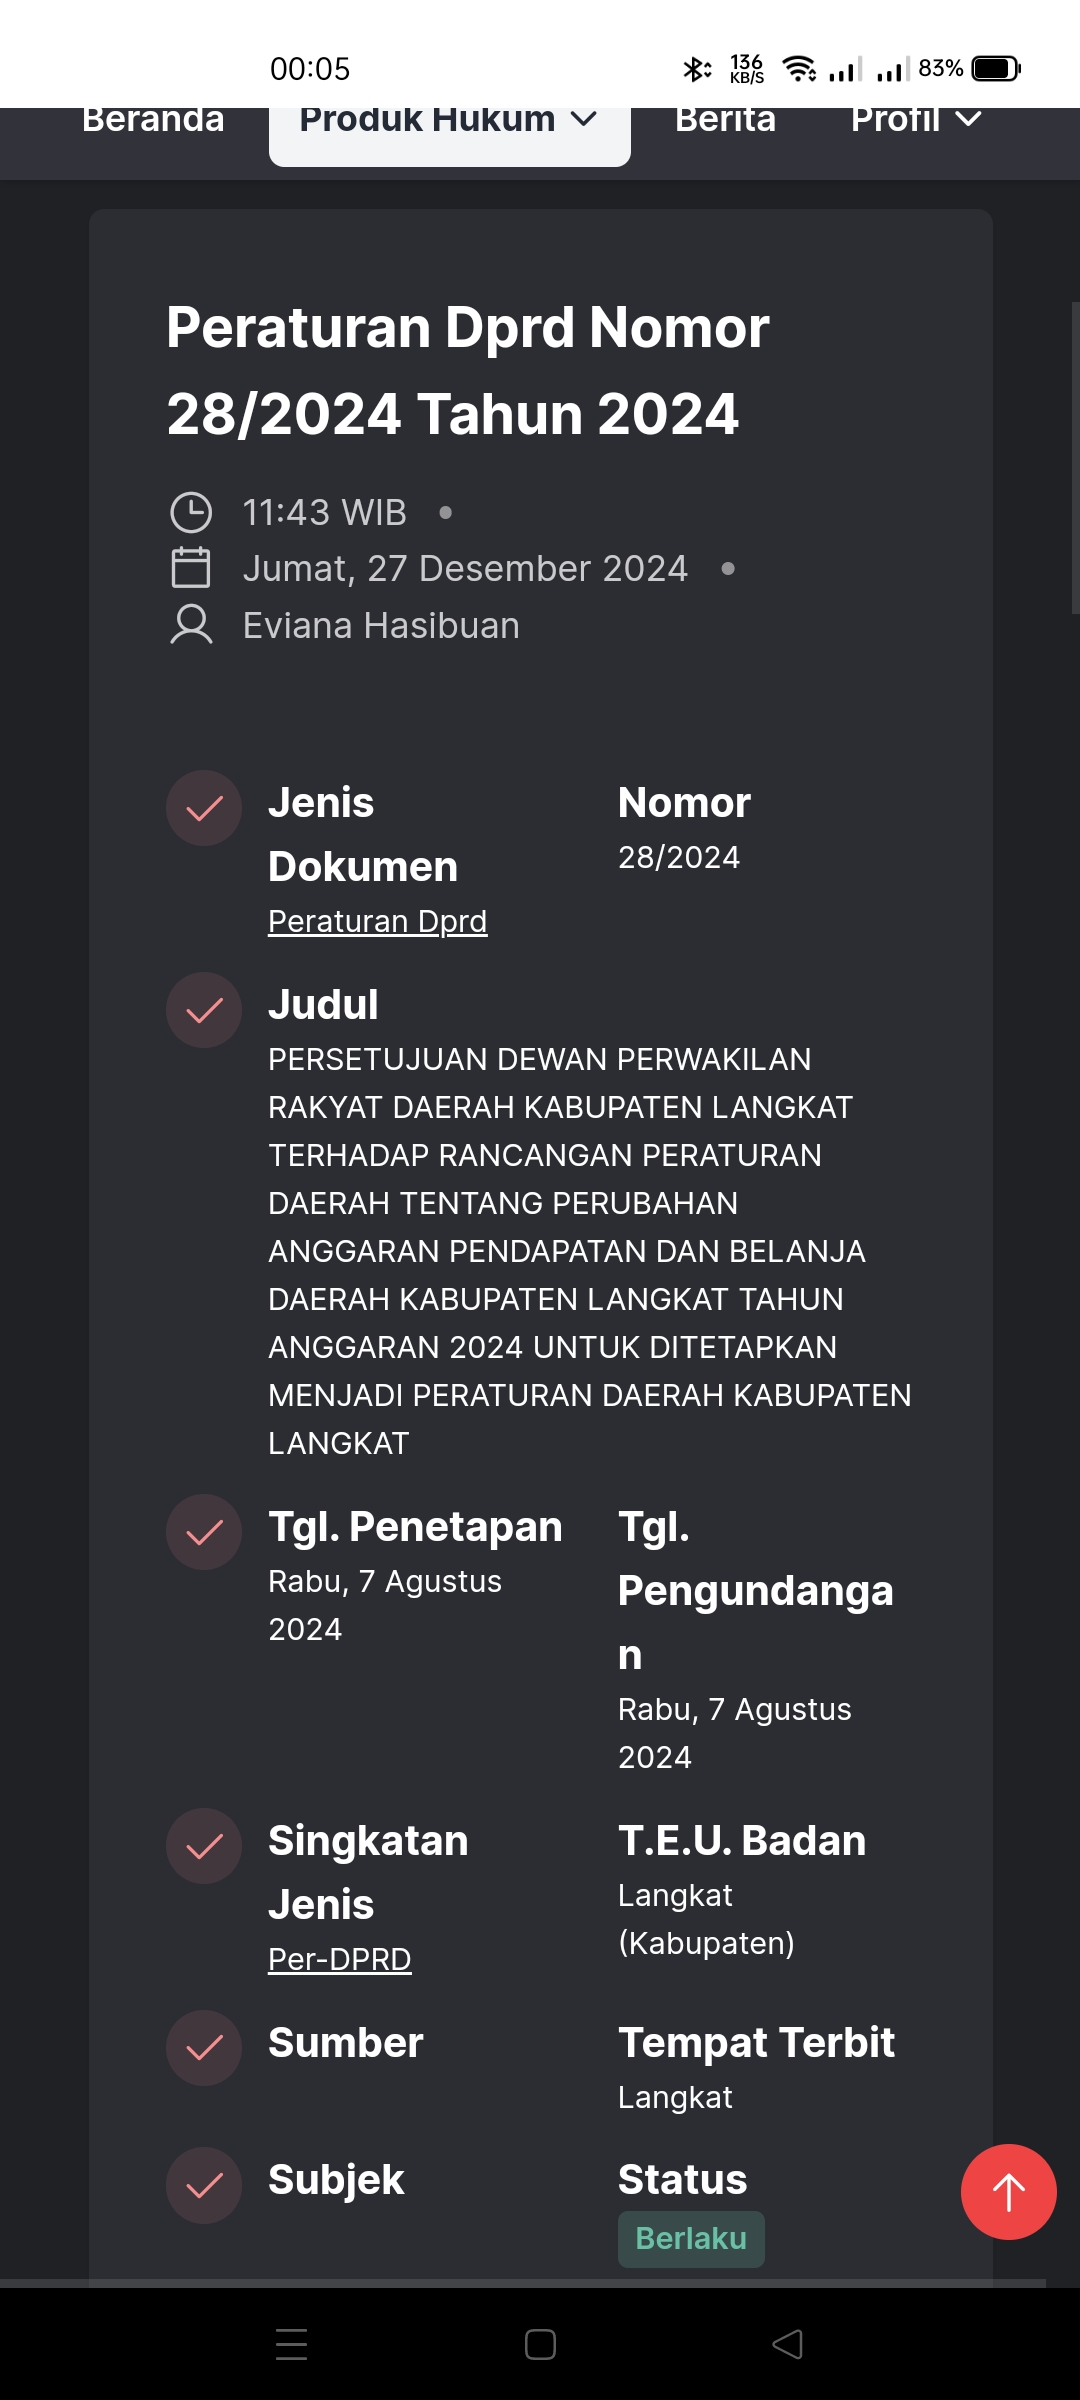 00:05
136
KB/S
83%
Beranda
Produk Hukum
Berita
Profil
Peraturan Dprd Nomor
28/2024 Tahun 2024
11:43 WIB
Jumat, 27 Desember 2024
Eviana Hasibuan
Jenis
Dokumen
Peraturan Dprd
Nomor
28/2024
Judul
PERSETUJUAN DEWAN PERWAKILAN
RAKYAT DAERAH KABUPATEN LANGKAT
TERHADAP RANCANGAN PERATURAN
DAERAH TENTANG PERUBAHAN
ANGGARAN PENDAPATAN DAN BELANJA
DAERAH KABUPATEN LANGKAT TAHUN
ANGGARAN 2024 UNTUK DITETAPKAN
MENJADI PERATURAN DAERAH KABUPATEN
LANGKAT
Tgl. Penetapan
Rabu, 7 Agustus
2024
Tgl.
Pengundanga
n
Rabu, 7 Agustus
2024
Singkatan
Jenis
Per-DPRD
T.E.U. Badan
Langkat
(Kabupaten)
Sumber
Tempat Terbit
Langkat
Subjek
Status
Berlaku